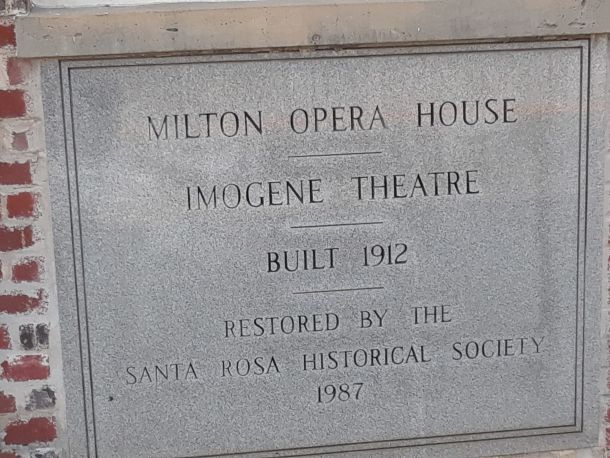 MILTON OPERA HOUSE
IMOGENE THEATRE
BUILT 1912
RESTORED BY THE
SANTA ROSA HISTORICAL SOCIETY
1987